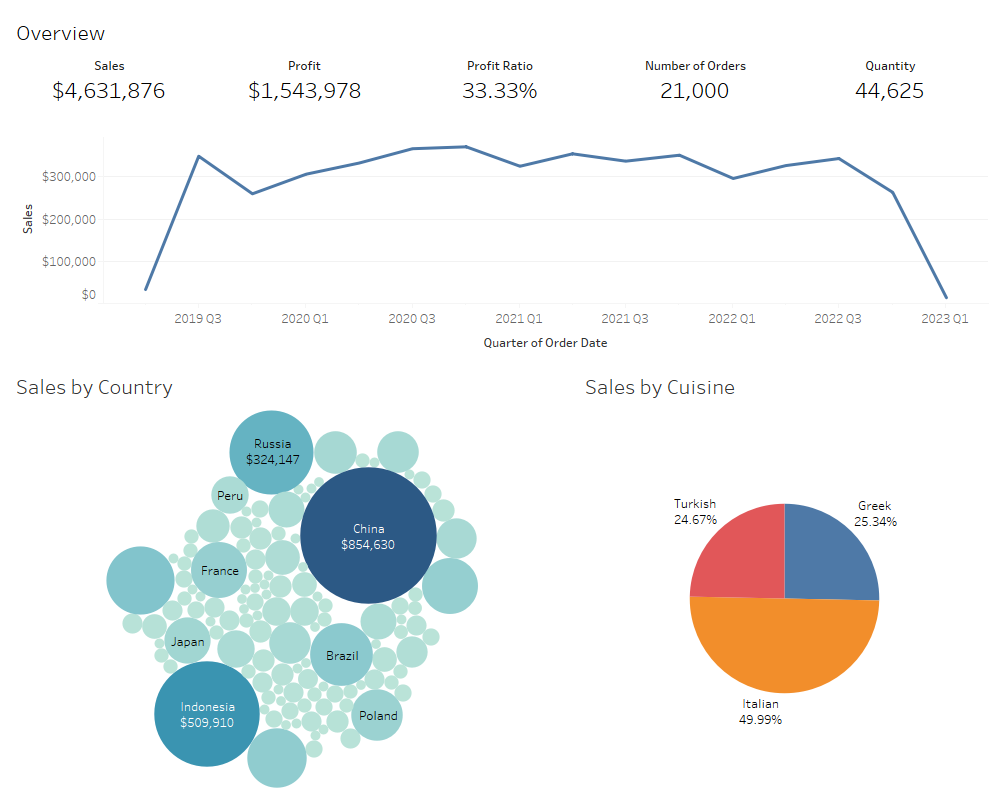 Overview
Sales
$4,631,876
Profit
$1,543,978
Profit Ratio
33.33%
Number of Orders
21,000
Quantity
44,625
Sales
$300,000
$200,000
$100,000
$0
2019 Q3
2020 Q1
2020 Q3
2021 Q1
2021 Q3
2022 Q1
2022 Q3
2023 Q1
Quarter of Order Date
Sales by Country
Russia
$324,147
Peru
China
$854,630
France
Japan
Brazil
Indonesia
$509,910
Poland
Sales by Cuisine
Turkish
24.67%
Greek
25.34%
Italian
49.99%